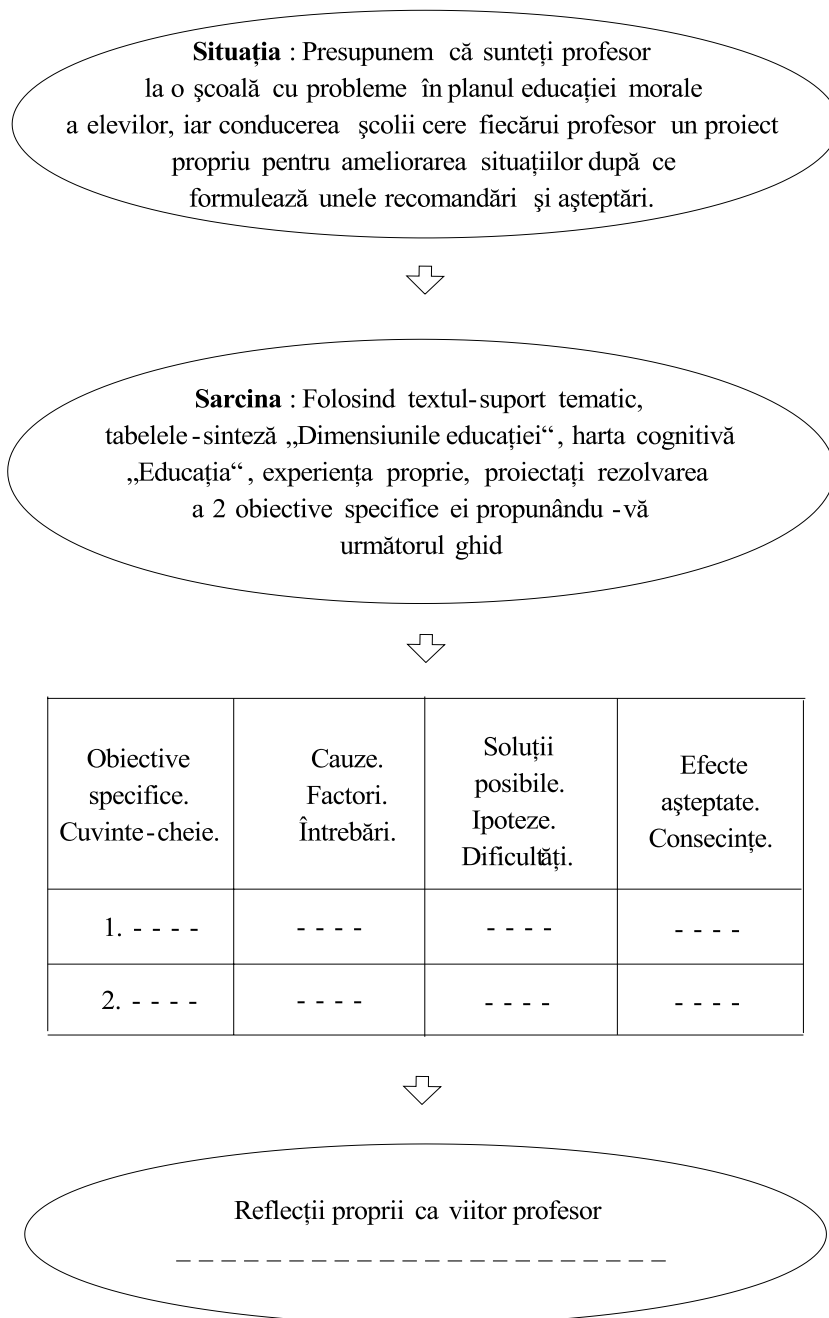 Situația : Presupunem că sunteți profesor
la o şcoală cu probleme în planul educației morale
a elevilor, iar conducerea şcolii cere fiecărui profesor un proiect
propriu pentru ameliorarea situațiilor după ce
formulează unele recomandări şi aşteptări.
Sarcina : Folosind textul-suport tematic,
tabelele-sinteză „Dimensiunile educației“, harta cognitivă
„Educația“, experiența proprie, proiectați rezolvarea
a 2 obiective specifice ei propunându -vă
următorul ghid
Obiective
specifice.
Cuvinte-cheie.
Cauze.
Factori.
Întrebări.
Soluții
posibile.
Ipoteze.
Dificultăți.
Efecte
aşteptate.
Consecințe.
1. - - - - - - - - - - - - - - - -
2. - - - - - - - - - - - - - - - -
Reflecții proprii ca viitor profesor
_ _ _ _ _ _ _ _ _ _ _ _ _ _ _ _ _ _ _ _ _ _ _